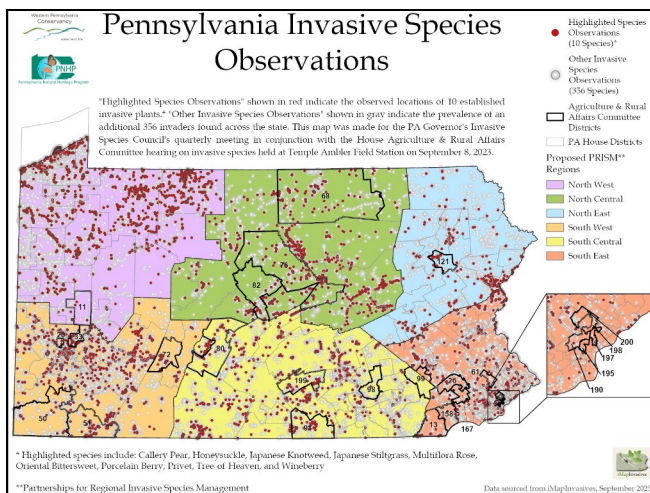 Western Pennsylvania
Conservancy
PNHP
Pennsylvania Natural Heritage Program
Pennsylvania Invasive Species
Observations
"Highlighted Species Observations" shown in red indicate the observed locations of 10 established
invasive plants.* "Other Invasive Species Observations" shown in gray indicate the prevalence of an
additional 356 invaders found across the state. This map was made for the PA Governor's Invasive
Species Council's quarterly meeting in conjunction with the House Agriculture & Rural Affairs
Committee hearing on invasive species held at Temple Ambler Field Station on September 8, 2023.
Highlighted Species
Observations
(10 Species)*
Other Invasive
Species
Observations
(356 Species)
Agriculture & Rural
Affairs Committee
Districts
PA House Districts
Proposed PRISM**
Regions
North West
North Central
North East
South West
South Central
South East
68
76
82
121
11
72
80
199
98
99
26
61
13
167
50
51
200
198
197
195
190
* Highlighted species include: Callery Pear, Honeysuckle, Japanese Knotweed, Japanese Stiltgrass, Multiflora Rose,
Oriental Bittersweet, Porcelain Berry, Privet, Tree-of-Heaven, and Wineberry
**Partnerships for Regional Invasive Species Management
iMapInvasives
Data sourced from iMapInvasives, September 2023